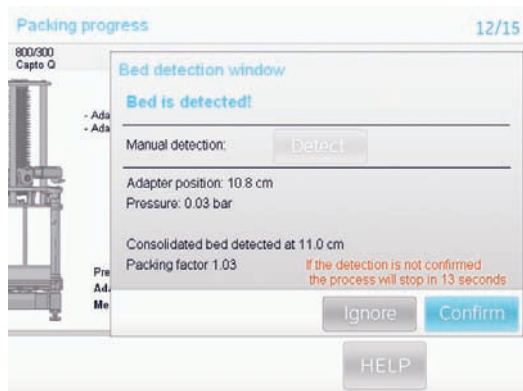 Packing progress
12/15
800/300
Capto Q
- Ada
- Ada
Bed detection window
Bed is detected!
Manual detection:
Detect
Adapter position: 10.8 cm
Pressure: 0.03 bar
Consolidated bed detected at 11.0 cm
Packing factor 1.03
If the detection is not confirmed
the process will stop in 13 seconds
Pre
Ad
Me
Ignore
Confirm
HELP